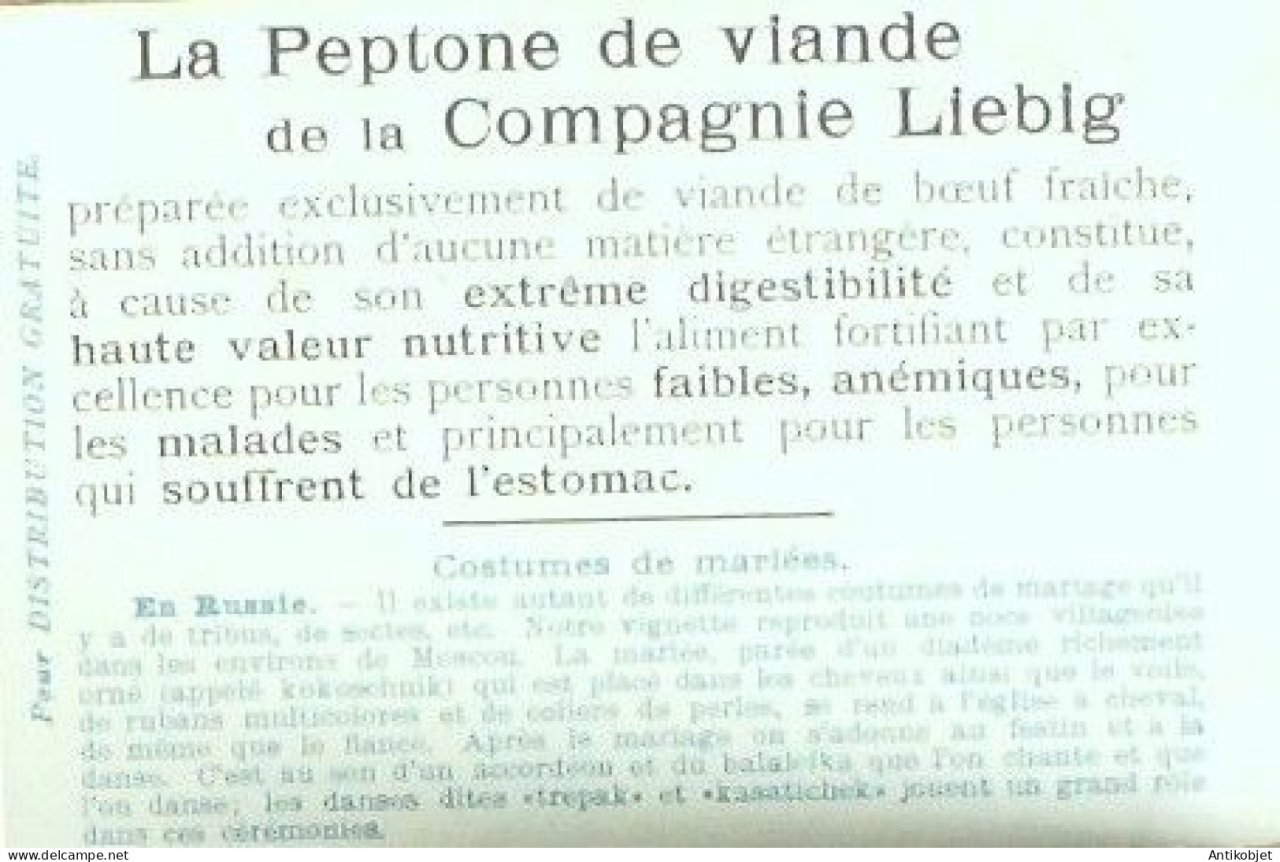 La Peptone de viande
de la Compagnie Liebig
préparée exclusivement de viande de bœuf fraîche,
sans addition d'aucune matière étrangère, constitue,
à cause de son extrême digestibilité et de sa
haute valeur nutritive l'aliment fortifiant par ex-
cellence pour les personnes faibles, anémiques, pour
les malades et principalement pour les personnes
qui souffrent de l'estomac.
Costumes de mariées.
En Russie. — Il existe autant de différentes coutumes de mariage qu'il
y a de tribus, de sectes, etc. Notre vignette reproduit une noce villageoise
dans les environs de Moscou. La mariée, parée d'un diadème richement
orné (appelé kokoschnik) qui est placé dans les cheveux ainsi que le voile,
de rubans multicolores et de colliers de perles, se rend à l'église à cheval,
de même que le fiancé. Après le mariage on s'adonne au festin et à la
danse. C'est au son d'un accordéon et du balaleïka que l'on chante et que
l'on danse; les danses dites «trepak» et «kasatichek» jouent un grand rôle
dans ces cérémonies.
Pour DISTRIBUTION GRATUITE.
delcampe.net
Antikobjet